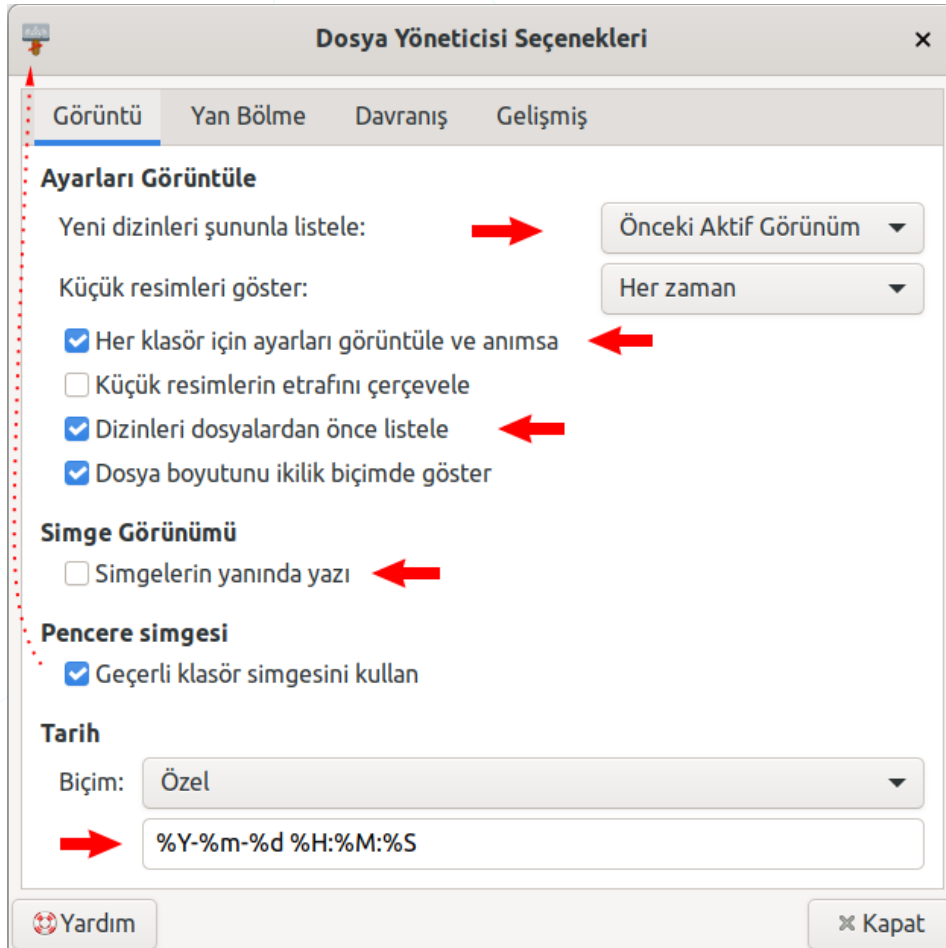 Dosya Yöneticisi Seçenekleri
Görüntü Yan Bölme Davranış Gelişmiş
Ayarları Görüntüle
Yeni dizinleri şununla listele: Önceki Aktif Görünüm
Küçük resimleri göster: Her zaman
Her klasör için ayarları görüntüle ve anımsa
Küçük resimlerin etrafını çerçevele
Dizinleri dosyalardan önce listele
Dosya boyutunu ikilik biçimde göster
Simge Görünümü
Simgelerin yanında yazı
Pencere simgesi
Geçerli klasör simgesini kullan
Tarih
Biçim: Özel
%Y-%m-%d %H:%M:%S
Yardım Kapat